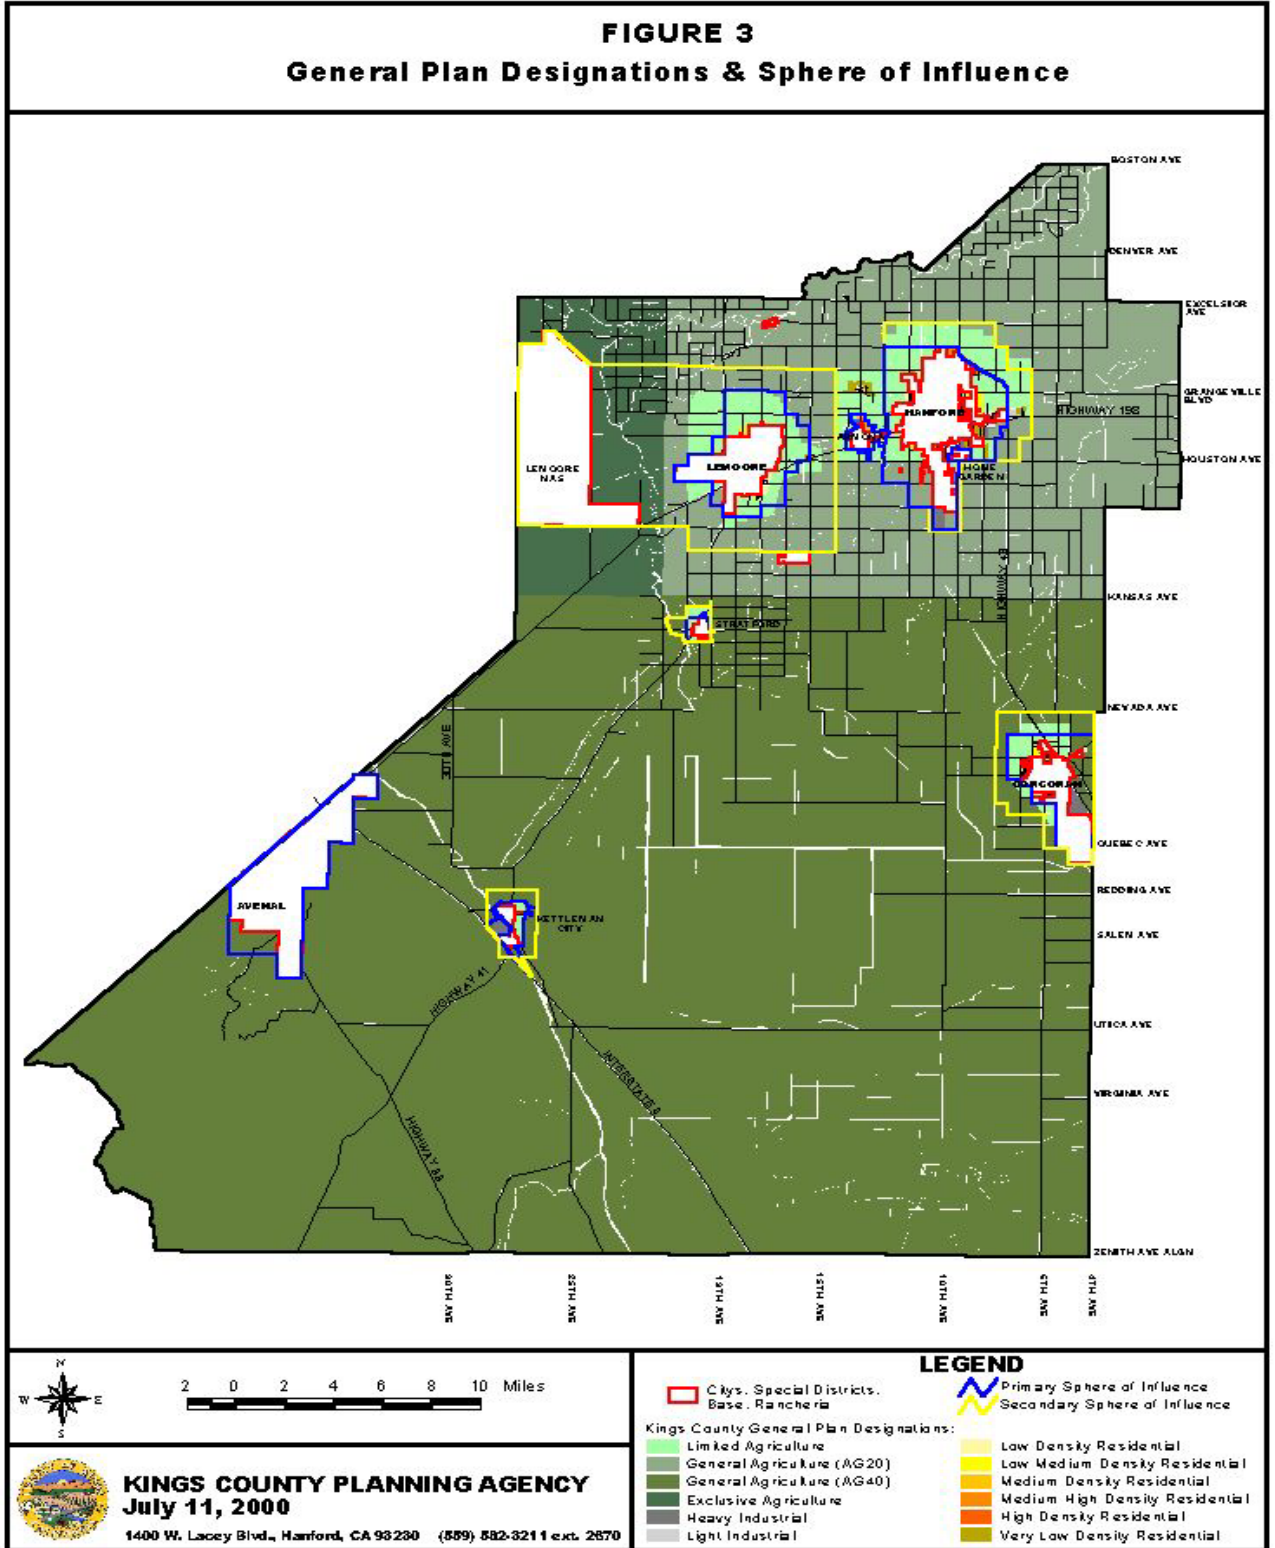 FIGURE 3
General Plan Designations & Sphere of Influence
BOSTON AVE
DENVER AVE
EXCELSIOR
AVE
GRANGEVILLE
BLVD
HIGHWAY 198
HANFORD
ARMONA
HOUSTON AVE
LEMOORE
NAS
LEMOORE
HOME
GARDEN
HIGHWAY 43
KANSAS AVE
STRATFORD
NEVADA AVE
30TH AVE
CORCORAN
QUEBEC AVE
REDDING AVE
AVENAL
KETTLEMAN
CITY
SALEM AVE
HIGHWAY 41
UTICA AVE
INTERSTATE 5
VIRGINIA AVE
ZENITH AVE ALGN
25TH AVE
15TH AVE
10TH AVE
6TH AVE
4TH AVE
N
W E
S
2 0 2 4 6 8 10 Miles
KINGS COUNTY PLANNING AGENCY
July 11, 2000
1400 W. Lacey Blvd., Hanford, CA 93230 (559) 582-3211 ext. 2670
LEGEND
Citys, Special Districts,
Base, Rancheria
Primary Sphere of Influence
Secondary Sphere of Influence
Kings County General Plan Designations:
Limited Agriculture
General Agriculture (AG20)
General Agriculture (AG40)
Exclusive Agriculture
Heavy Industrial
Light Industrial
Low Density Residential
Low Medium Density Residential
Medium Density Residential
Medium High Density Residential
High Density Residential
Very Low Density Residential